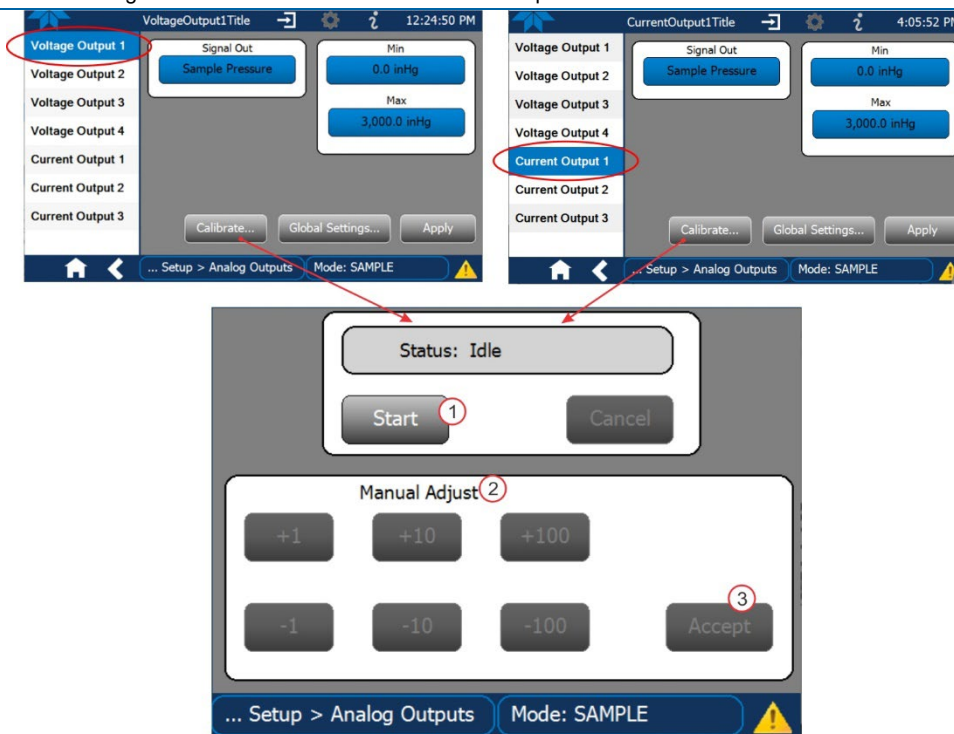 VoltageOutput1Title
12:24:50 PM
Voltage Output 1
Voltage Output 2
Voltage Output 3
Voltage Output 4
Current Output 1
Current Output 2
Current Output 3
Signal Out
Sample Pressure
Min
0.0 inHg
Max
3,000.0 inHg
Calibrate...
Global Settings...
Apply
... Setup > Analog Outputs
Mode: SAMPLE
CurrentOutput1Title
4:05:52 PM
Voltage Output 1
Voltage Output 2
Voltage Output 3
Voltage Output 4
Current Output 1
Current Output 2
Current Output 3
Signal Out
Sample Pressure
Min
0.0 inHg
Max
3,000.0 inHg
Calibrate...
Global Settings...
Apply
... Setup > Analog Outputs
Mode: SAMPLE
Status: Idle
Start
1
Cancel
Manual Adjust
2
+1
+10
+100
3
-1
-10
-100
Accept
... Setup > Analog Outputs
Mode: SAMPLE